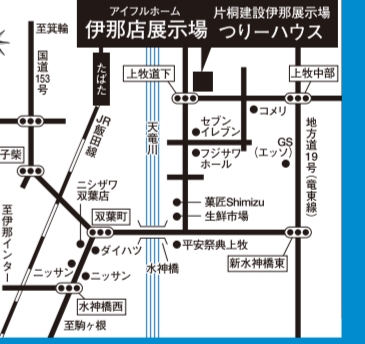 アイフルホーム
伊那店展示場
片桐建設伊那展示場
つりーハウス
至箕輪
国道153号
たばた
上牧道下
上牧中部
コメリ
セブン
イレブン
JR飯田線
天竜川
フジサワ
ホール
GS
(エッソ)
地方道19号(竜東線)
子柴
ニシザワ
双葉店
菓匠Shimizu
生鮮市場
双葉町
至伊那インター
ダイハツ
平安祭典上牧
新水神橋東
水神橋
ニッサン
ニッサン
水神橋西
至駒ヶ根